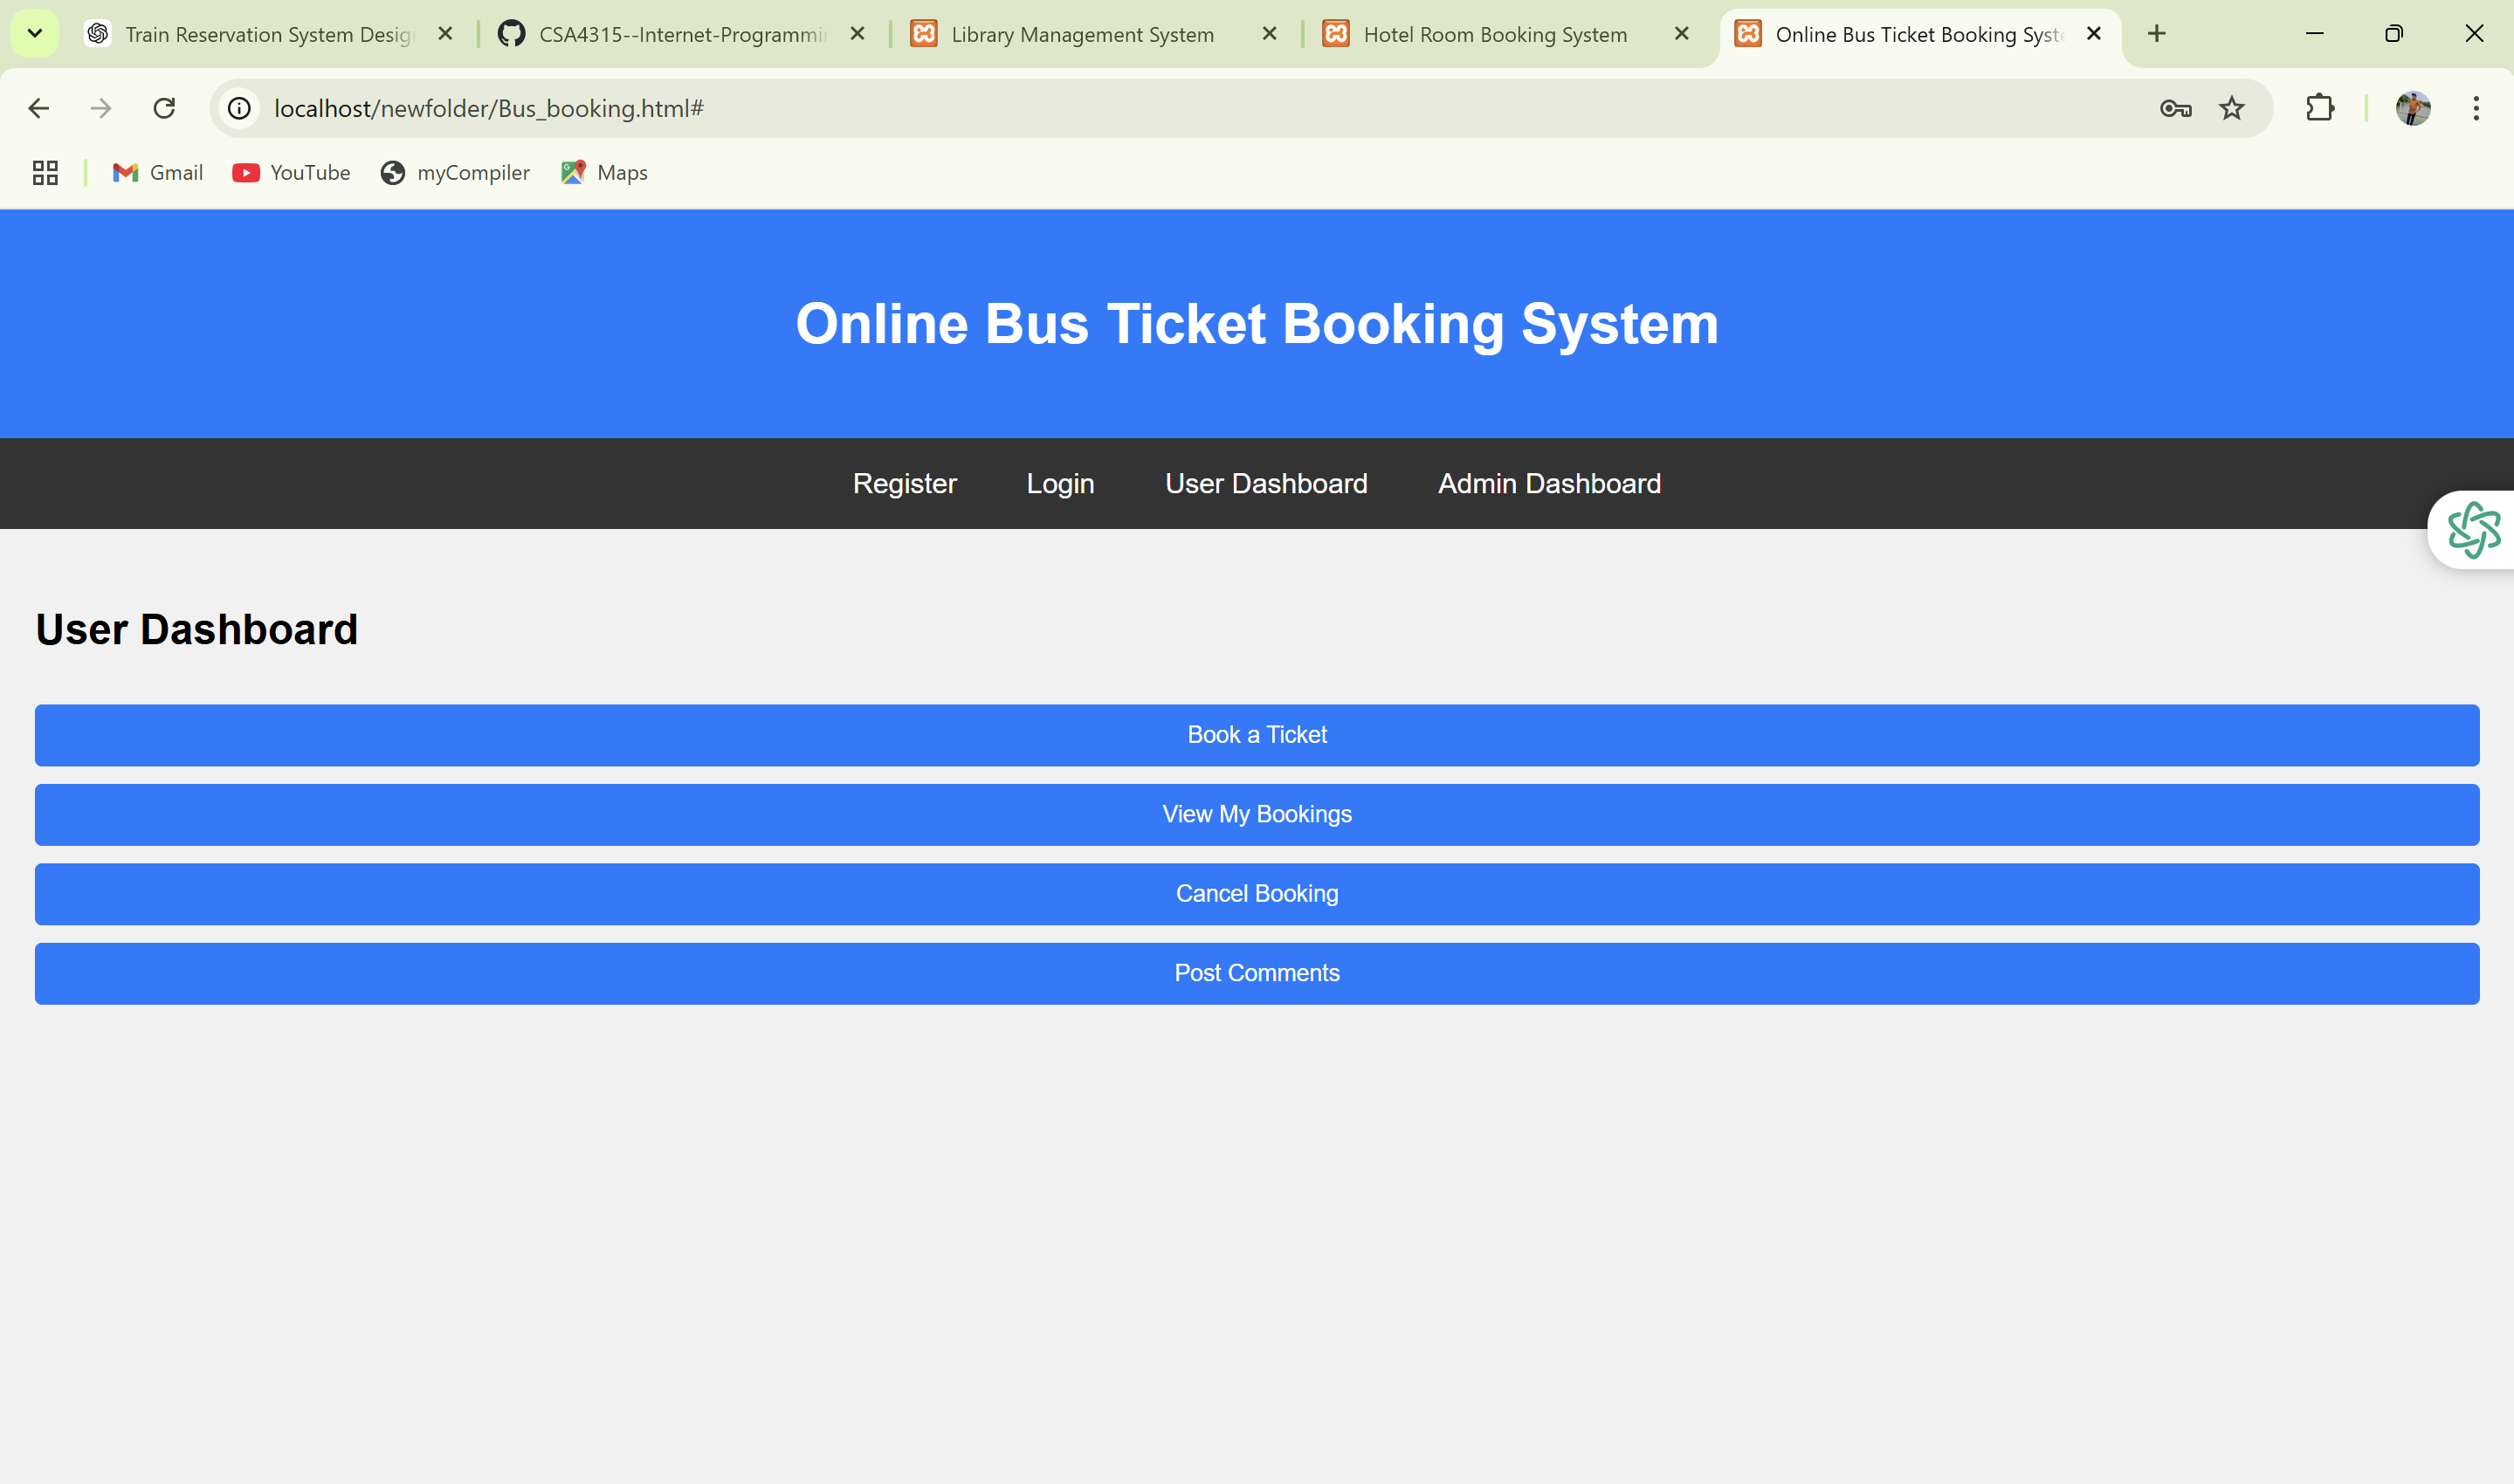 Train Reservation System Desig
CSA4315--Internet-Programmi
Library Management System
Hotel Room Booking System
Online Bus Ticket Booking Syst
localhost/newfolder/Bus_booking.html#
Gmail
YouTube
myCompiler
Maps
Online Bus Ticket Booking System
Register Login User Dashboard Admin Dashboard
User Dashboard
Book a Ticket
View My Bookings
Cancel Booking
Post Comments